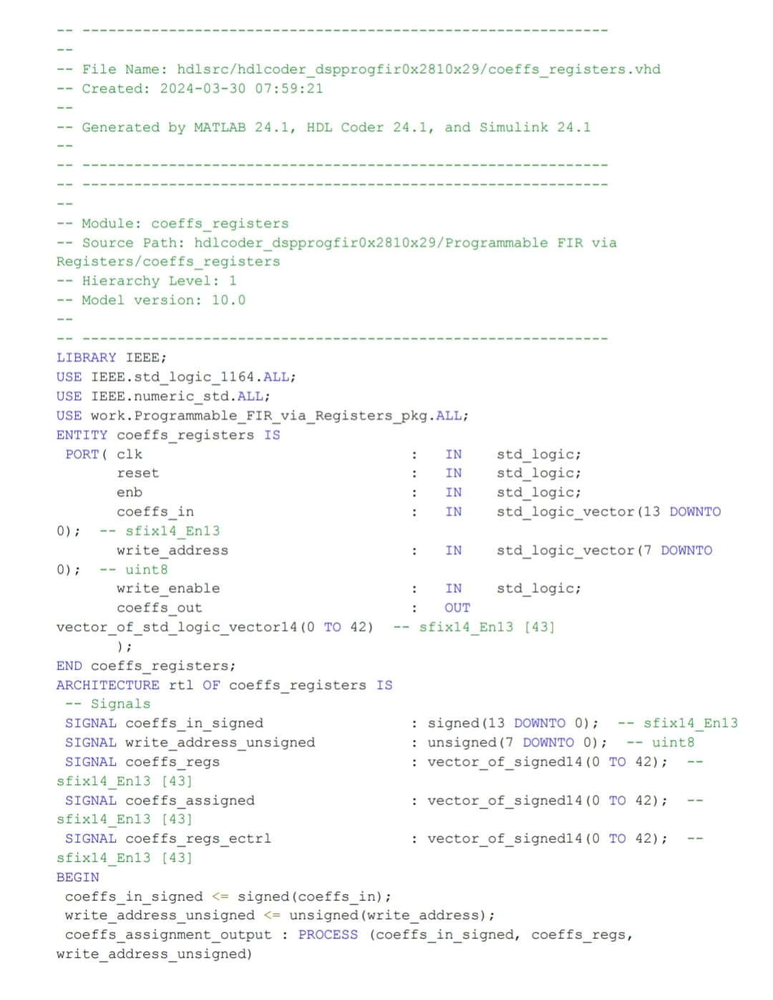 -- -------------------------------------------------------------
--
-- File Name: hdlsrc/hdlcoder_dspprogfir0x2810x29/coeffs_registers.vhd
-- Created: 2024-03-30 07:59:21
--
-- Generated by MATLAB 24.1, HDL Coder 24.1, and Simulink 24.1
--
-- -------------------------------------------------------------
-- -------------------------------------------------------------
--
-- Module: coeffs_registers
-- Source Path: hdlcoder_dspprogfir0x2810x29/Programmable FIR via
Registers/coeffs_registers
-- Hierarchy Level: 1
-- Model version: 10.0
--
-- -------------------------------------------------------------
LIBRARY IEEE;
USE IEEE.std_logic_1164.ALL;
USE IEEE.numeric_std.ALL;
USE work.Programmable_FIR_via_Registers_pkg.ALL;
ENTITY coeffs_registers IS
 PORT( clk                               :   IN    std_logic;
       reset                             :   IN    std_logic;
       enb                               :   IN    std_logic;
       coeffs_in                         :   IN    std_logic_vector(13 DOWNTO
0);  -- sfix14_En13
       write_address                     :   IN    std_logic_vector(7 DOWNTO
0);  -- uint8
       write_enable                      :   IN    std_logic;
       coeffs_out                        :   OUT
vector_of_std_logic_vector14(0 TO 42)  -- sfix14_En13 [43]
       );
END coeffs_registers;
ARCHITECTURE rtl OF coeffs_registers IS
 -- Signals
 SIGNAL coeffs_in_signed                 : signed(13 DOWNTO 0);  -- sfix14_En13
 SIGNAL write_address_unsigned           : unsigned(7 DOWNTO 0);  -- uint8
 SIGNAL coeffs_regs                      : vector_of_signed14(0 TO 42);  --
sfix14_En13 [43]
 SIGNAL coeffs_assigned                  : vector_of_signed14(0 TO 42);  --
sfix14_En13 [43]
 SIGNAL coeffs_regs_ectrl                : vector_of_signed14(0 TO 42);  --
sfix14_En13 [43]
BEGIN
 coeffs_in_signed <= signed(coeffs_in);
 write_address_unsigned <= unsigned(write_address);
 coeffs_assignment_output : PROCESS (coeffs_in_signed, coeffs_regs,
write_address_unsigned)